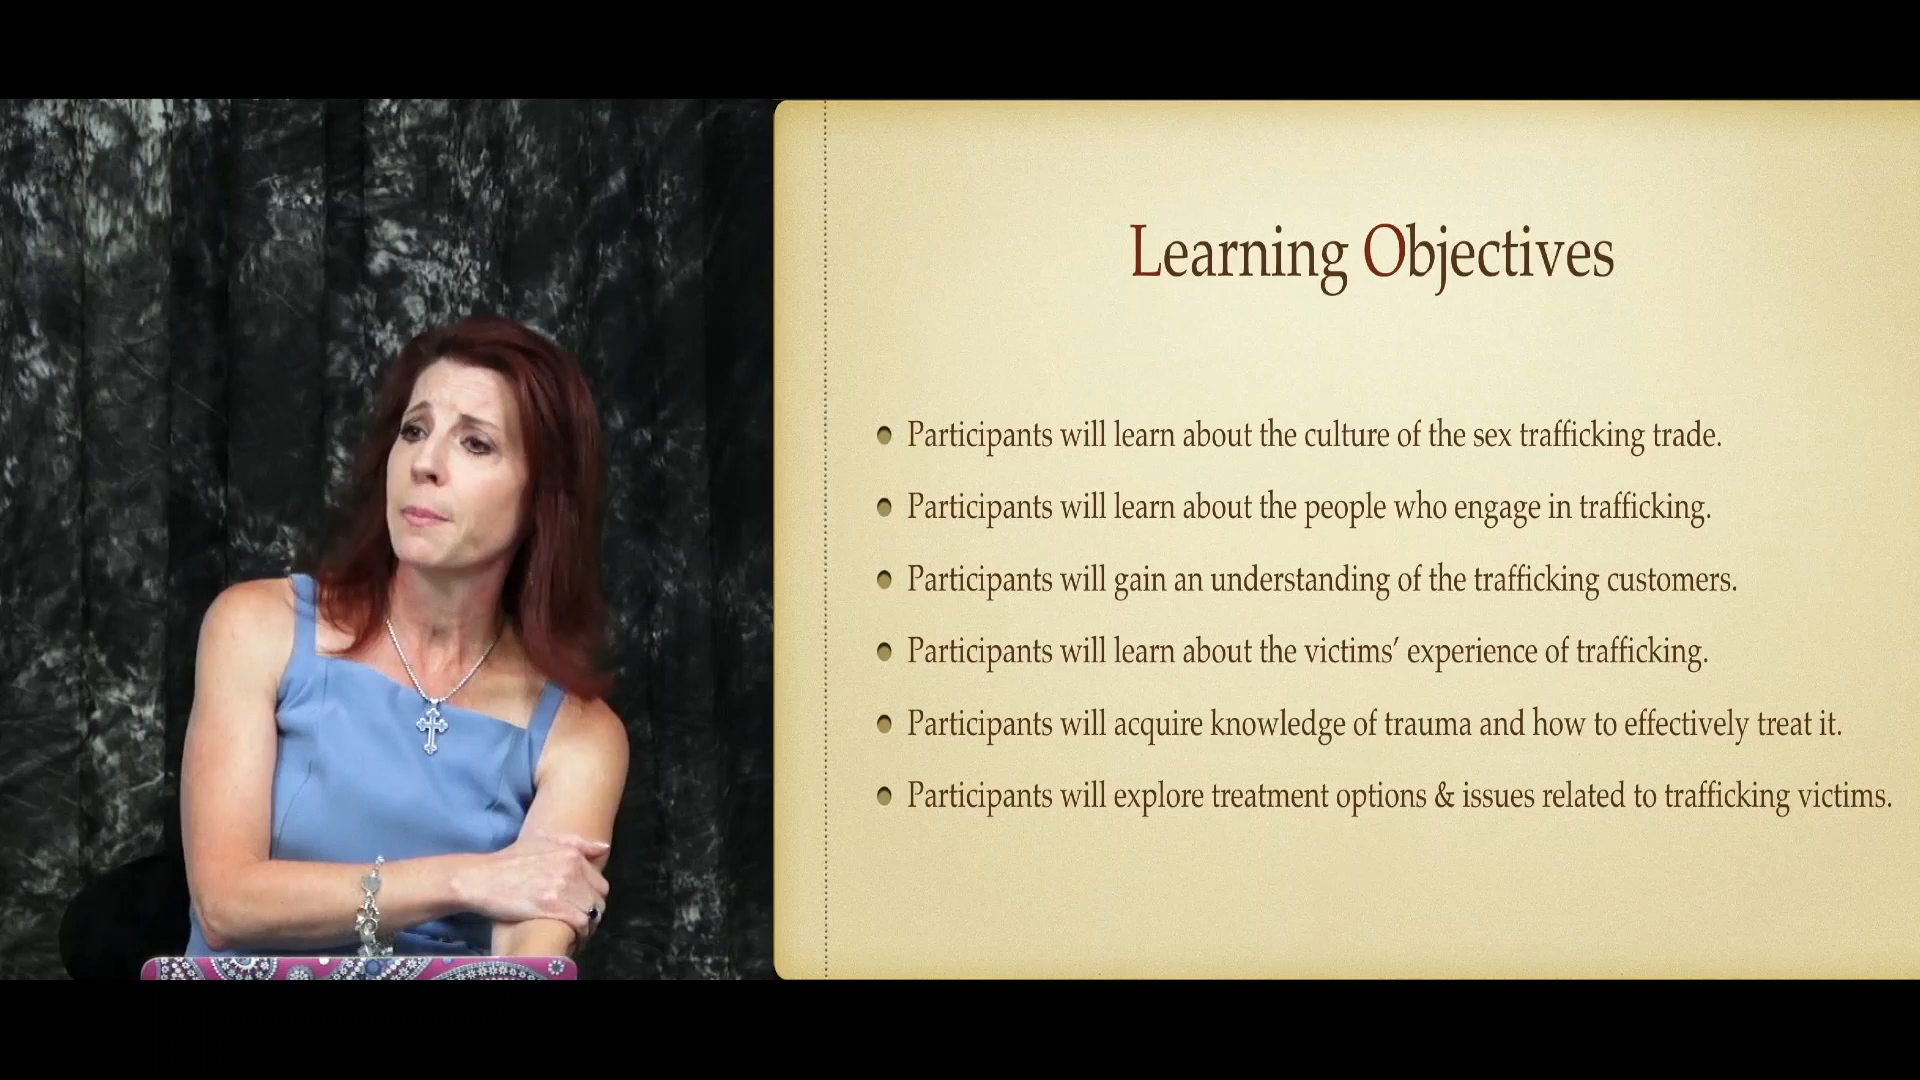 Learning Objectives
Participants will learn about the culture of the sex trafficking trade.
Participants will learn about the people who engage in trafficking.
Participants will gain an understanding of the trafficking customers.
Participants will learn about the victims’ experience of trafficking.
Participants will acquire knowledge of trauma and how to effectively treat it.
Participants will explore treatment options & issues related to trafficking victims.